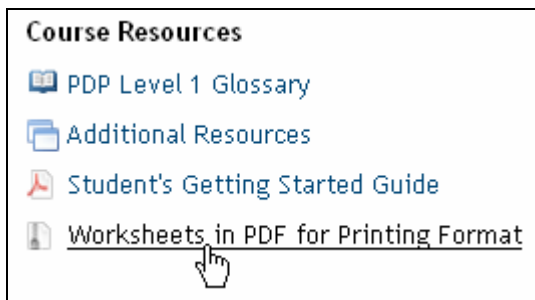 Course Resources
PDP Level 1 Glossary
Additional Resources
Student's Getting Started Guide
Worksheets in PDF for Printing Format